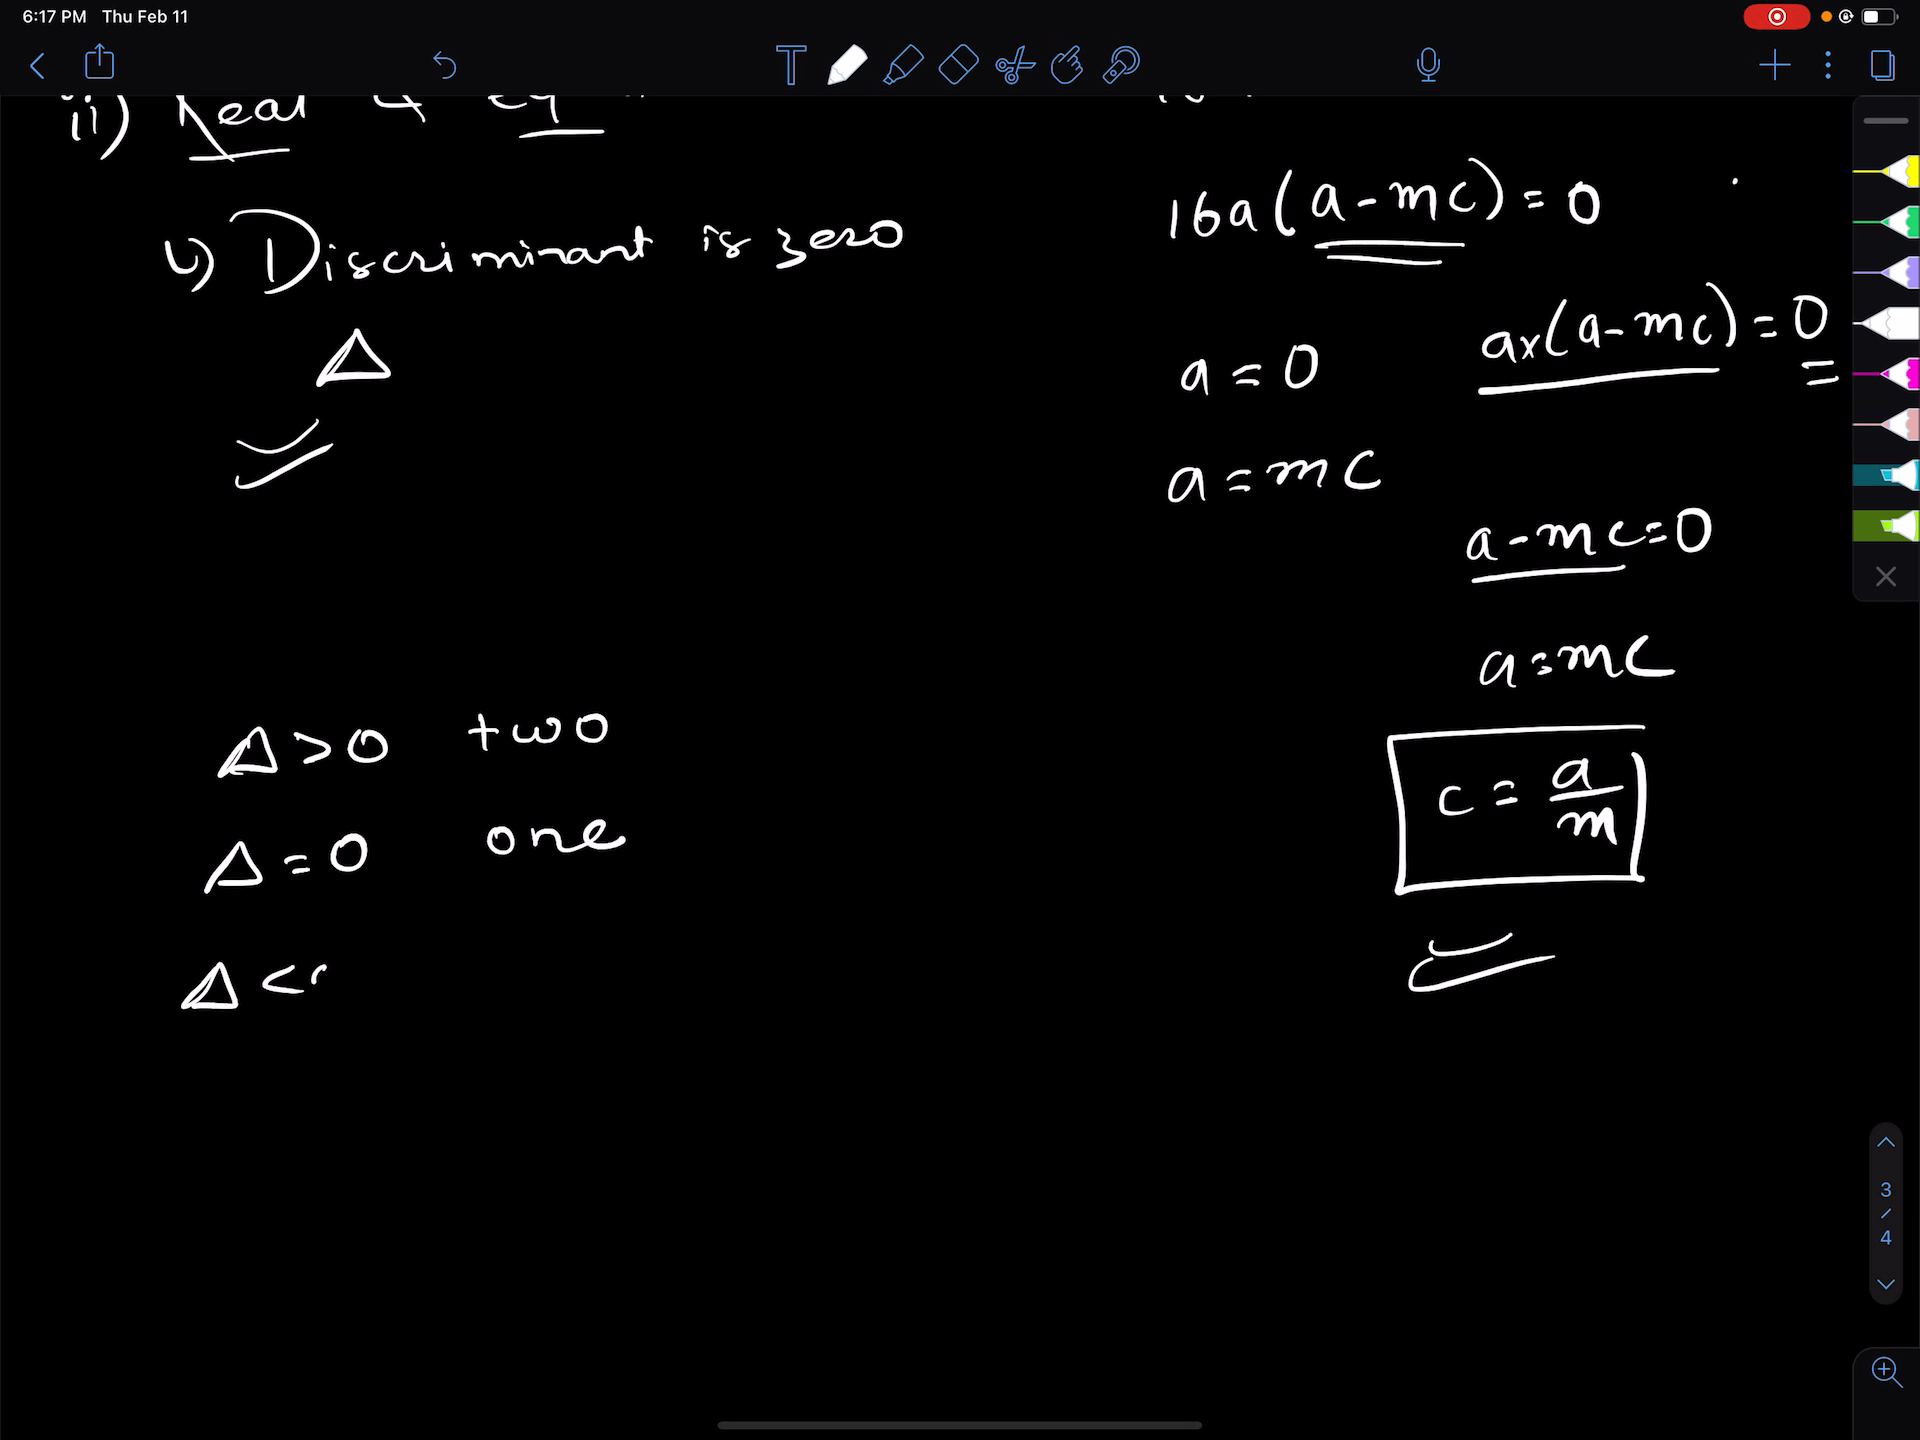 6:17 PM Thu Feb 11
T
ii) Real
Discriminant is zero
Δ
Δ>0 two
Δ=0 one
Δ<
16a(a-mc)=0
a=0
ax(a-mc)=0
a=mc
a-mc=0
a=mc
c = a/m
3
/
4